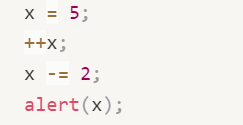 x = 5;
++x;
x -= 2;
alert(x);